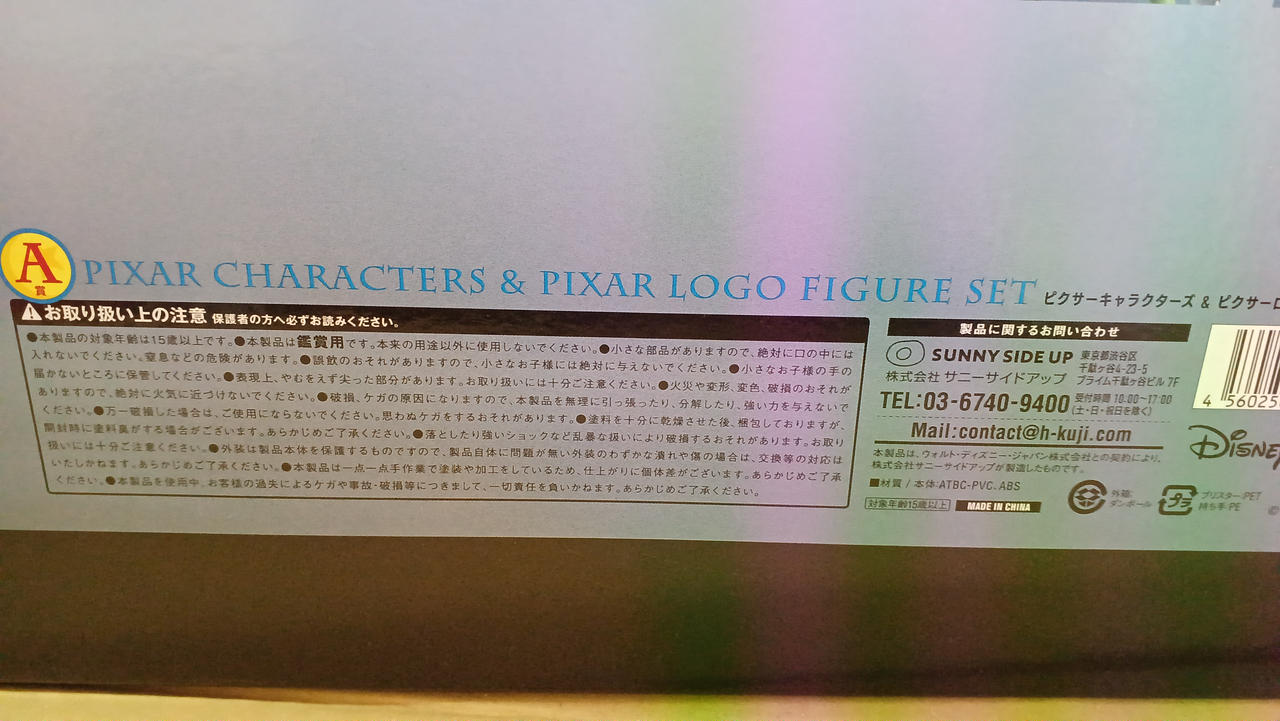 A
賞
PIXAR CHARACTERS & PIXAR LOGO FIGURE SET ピクサーキャラクターズ & ピクサーロ
お取り扱い上の注意 保護者の方へ必ずお読みください。
●本製品の対象年齢は15歳以上です。●本製品は鑑賞用です。本来の用途以外に使用しないでください。●小さな部品がありますので、絶対に口の中には
入れないでください。窒息などの危険があります。●誤飲のおそれがありますので、小さなお子様には絶対に与えないでください。●小さなお子様の手の
届かないところに保管してください。●表現上、やむをえず尖った部分があります。お取り扱いには十分ご注意ください。●火災や変形、変色、破損のおそれが
ありますので、絶対に火気に近づけないでください。●破損、ケガの原因になりますので、本製品を無理に引っ張ったり、分解したり、強い力を与えないで
ください。●万一破損した場合は、ご使用にならないでください。思わぬケガをするおそれがあります。●塗料を十分に乾燥させた後、梱包しておりますが、
開封時に塗料臭がする場合がございます。あらかじめご了承ください。●落としたり強いショックなど乱暴な扱いにより破損するおそれがあります。お取り
扱いには十分ご注意ください。●外装は製品本体を保護するものですので、製品自体に問題が無い外装のわずかな潰れや傷の場合は、交換等の対応は
いたしかねます。あらかじめご了承ください。●本製品は一点一点手作業で塗装や加工をしているため、仕上がりに個体差がございます。あらかじめご了承
ください。●本製品を使用中、お客様の過失によるケガや事故・破損等につきまして、一切責任を負いかねます。あらかじめご了承ください。
製品に関するお問い合わせ
SUNNY SIDE UP
株式会社 サニーサイドアップ
東京都渋谷区
千駄ヶ谷4-23-5
プライム千駄ヶ谷ビル 7F
TEL:03-6740-9400 受付時間 10:00~17:00
(土・日・祝日を除く)
Mail:contact@h-kuji.com
本製品は、ウォルト・ディズニー・ジャパン株式会社との契約により、
株式会社サニーサイドアップが製造したものです。
■材質 / 本体:ATBC-PVC、ABS
対象年齢15歳以上 MADE IN CHINA
外箱:
ダンボール
プラ
ブリスター:PET
持ち手:PE
4 56025
DISNEY
©